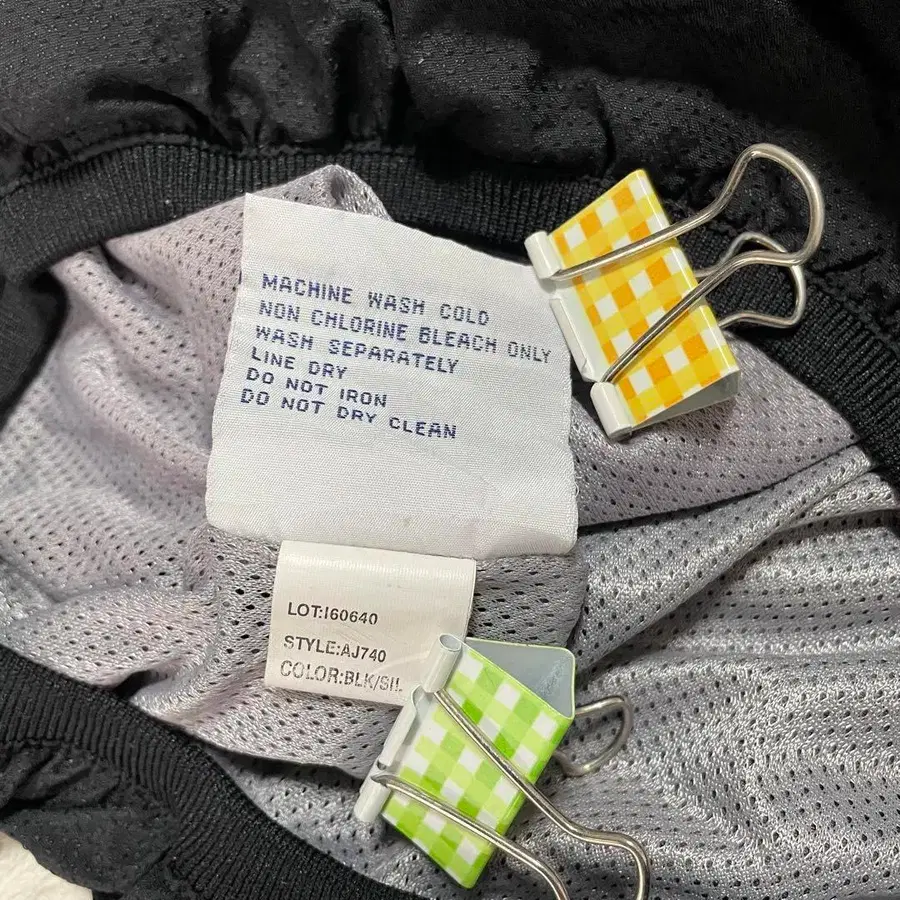 MACHINE WASH COLD
NON CHLORINE BLEACH ONLY
WASH SEPARATELY
LINE DRY
DO NOT IRON
DO NOT DRY CLEAN
LOT:I60640
STYLE:AJ740
COLOR:BLK/SIL